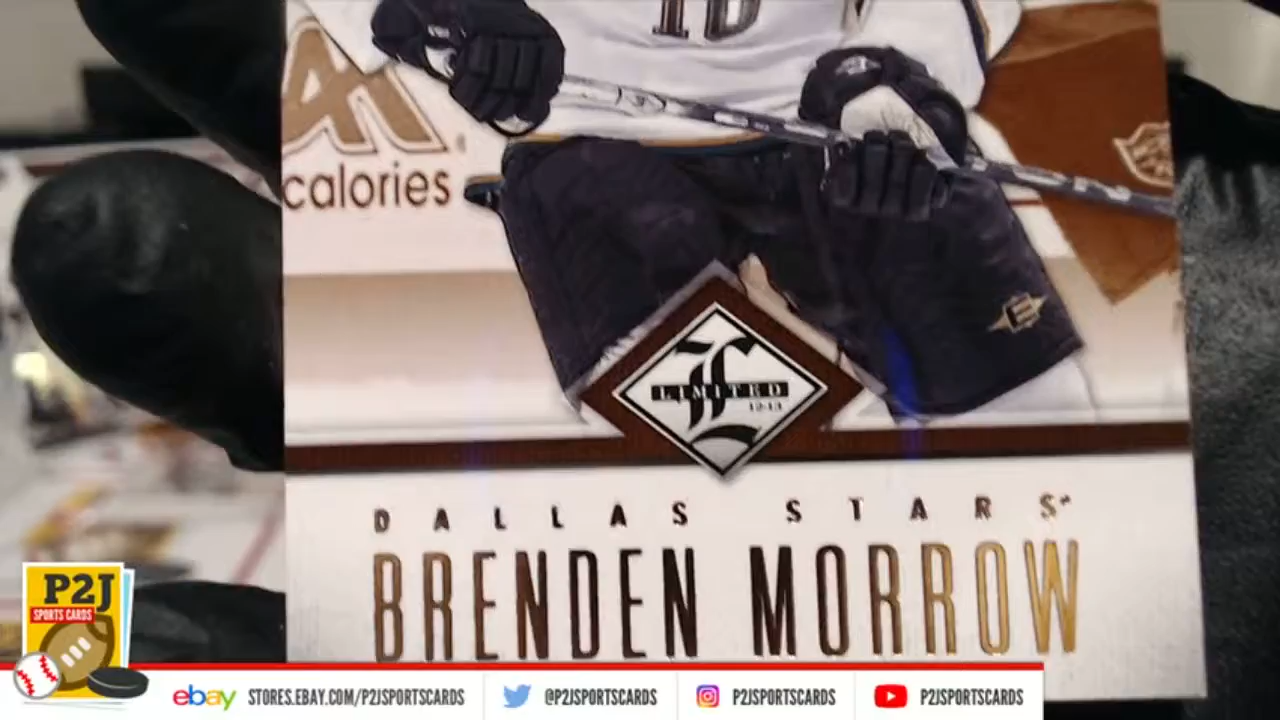 10
calories
LIMITED
12-13
E
DALLAS STARS
BRENDEN MORROW
P2J
SPORTS CARDS
ebay STORES.EBAY.COM/P2JSPORTSCARDS @P2JSPORTSCARDS P2JSPORTSCARDS P2JSPORTSCARDS